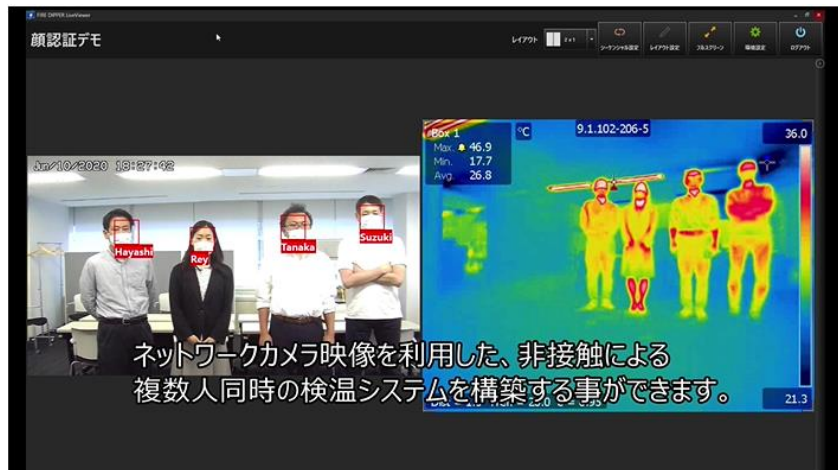 FIRE DIPPER LiveViewer
顔認証デモ
レイアウト
2 x 1
シーケンシャル設定
レイアウト設定
フルスクリーン
環境設定
ログアウト
Jun/10/2020 18:27:42
Hayashi
Rey
Tanaka
Suzuki
Box 1
Max. 46.9
Min. 17.7
Avg. 26.8
°C
9.1.102-206-5
36.0
21.3
ネットワークカメラ映像を利用した、非接触による
複数人同時の検温システムを構築する事ができます。